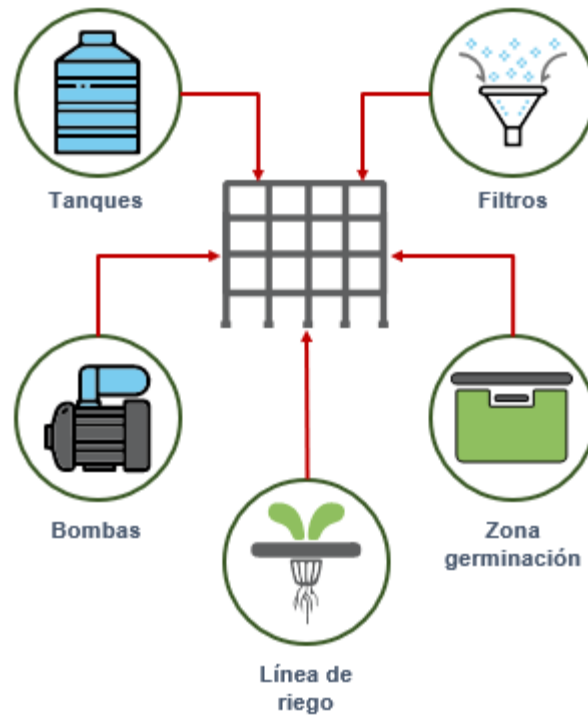 Tanques
Filtros
Bombas
Zona
germinación
Línea de
riego